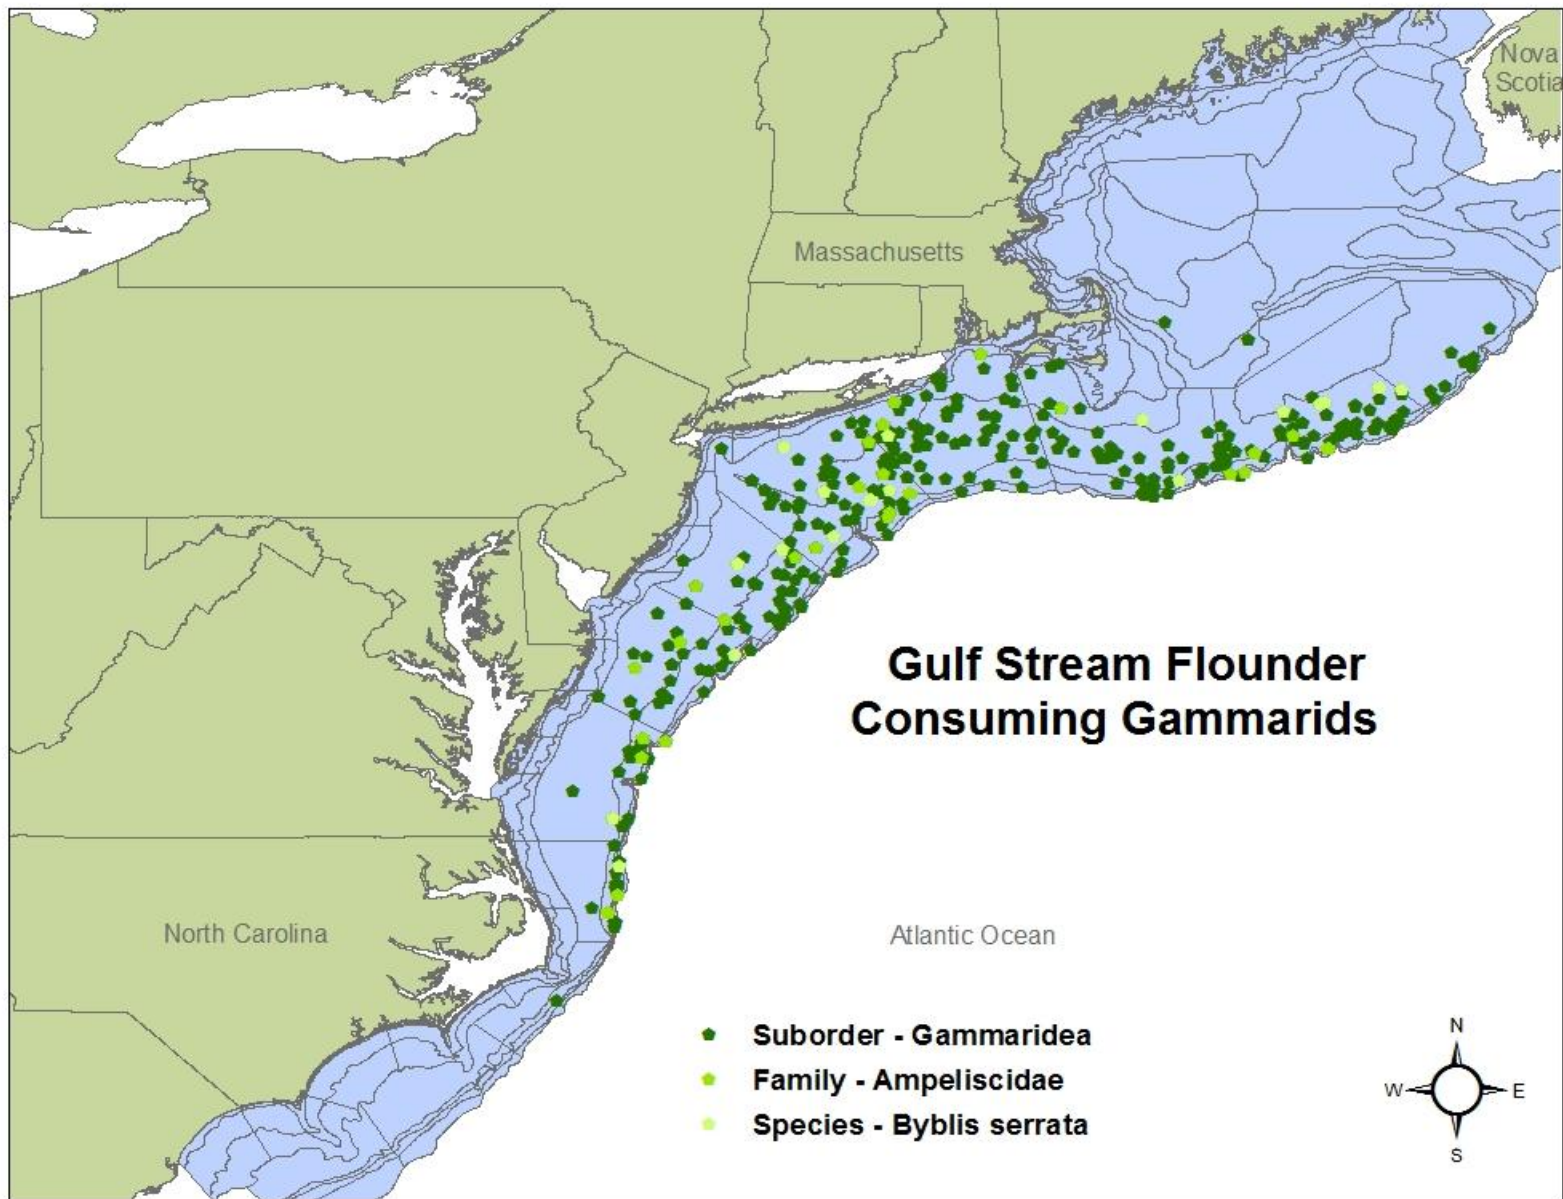 Nova
Scotia
Massachusetts
Gulf Stream Flounder
Consuming Gammarids
North Carolina
Atlantic Ocean
Suborder - Gammaridea
Family - Ampeliscidae
Species - Byblis serrata
N
W
E
S